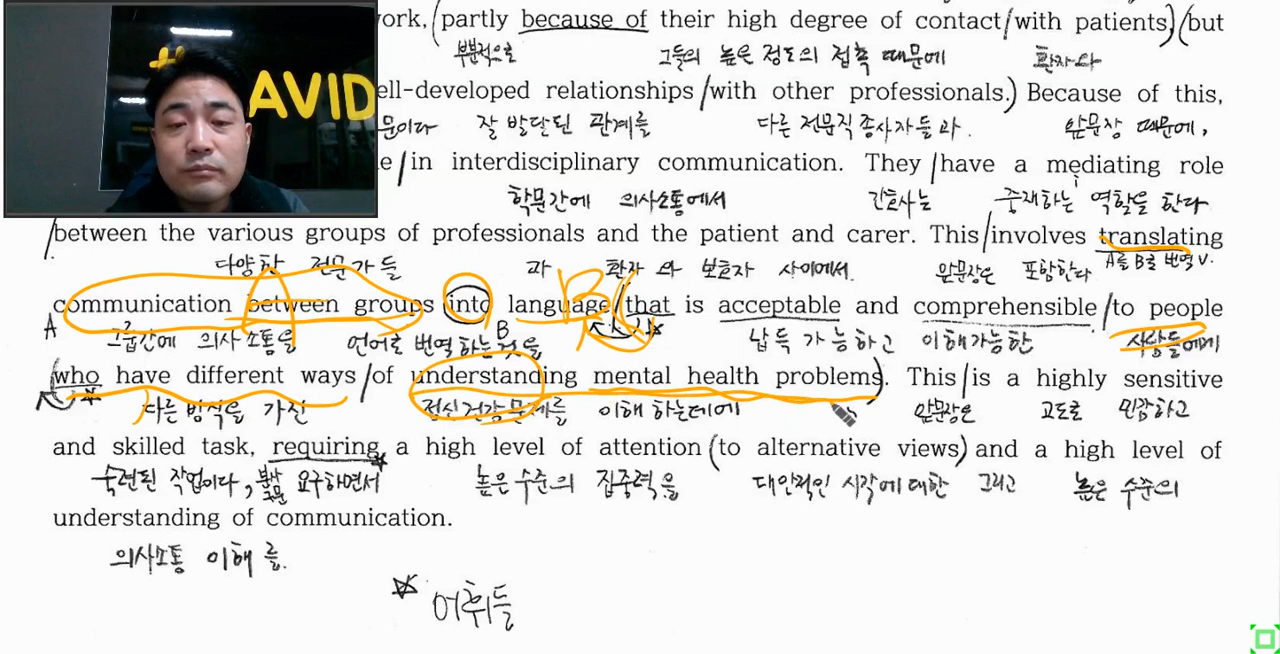 ork, (partly because of their high degree of contact/with patients) (but
부분적으로 그들의 높은 정도의 접촉 때문에 환자와
AVID
ell-developed relationships/with other professionals.) Because of this,
문이다 잘 발달된 관계를 다른 전문직 종사자들과. 앞문장 때문에,
e/in interdisciplinary communication. They/have a mediating role
학문간에 의사소통에서 간호사는 중재하는 역할을 한다
/between the various groups of professionals and the patient and carer. This/involves translating
다양한 전문가들 과 환자와 보호자 사이에서. 앞문장은 포함한다 A를 B로 번역 V.
communication between groups into language/that is acceptable and comprehensible/to people
A 그룹간에 의사소통을 언어로 번역하는 것을 B 납득 가능하고 이해가능한 사람들에게
(who have different ways/of understanding mental health problems). This/is a highly sensitive
다른 방식을 가진 정신건강문제를 이해하는데에 앞문장은 고도로 민감하고
and skilled task, requiring a high level of attention (to alternative views) and a high level of
숙련된 작업이다, 분사구문 요구하면서 높은 수준의 집중력을 대안적인 시각에 대한 그리고 높은 수준의
understanding of communication.
의사소통 이해를.
어휘들